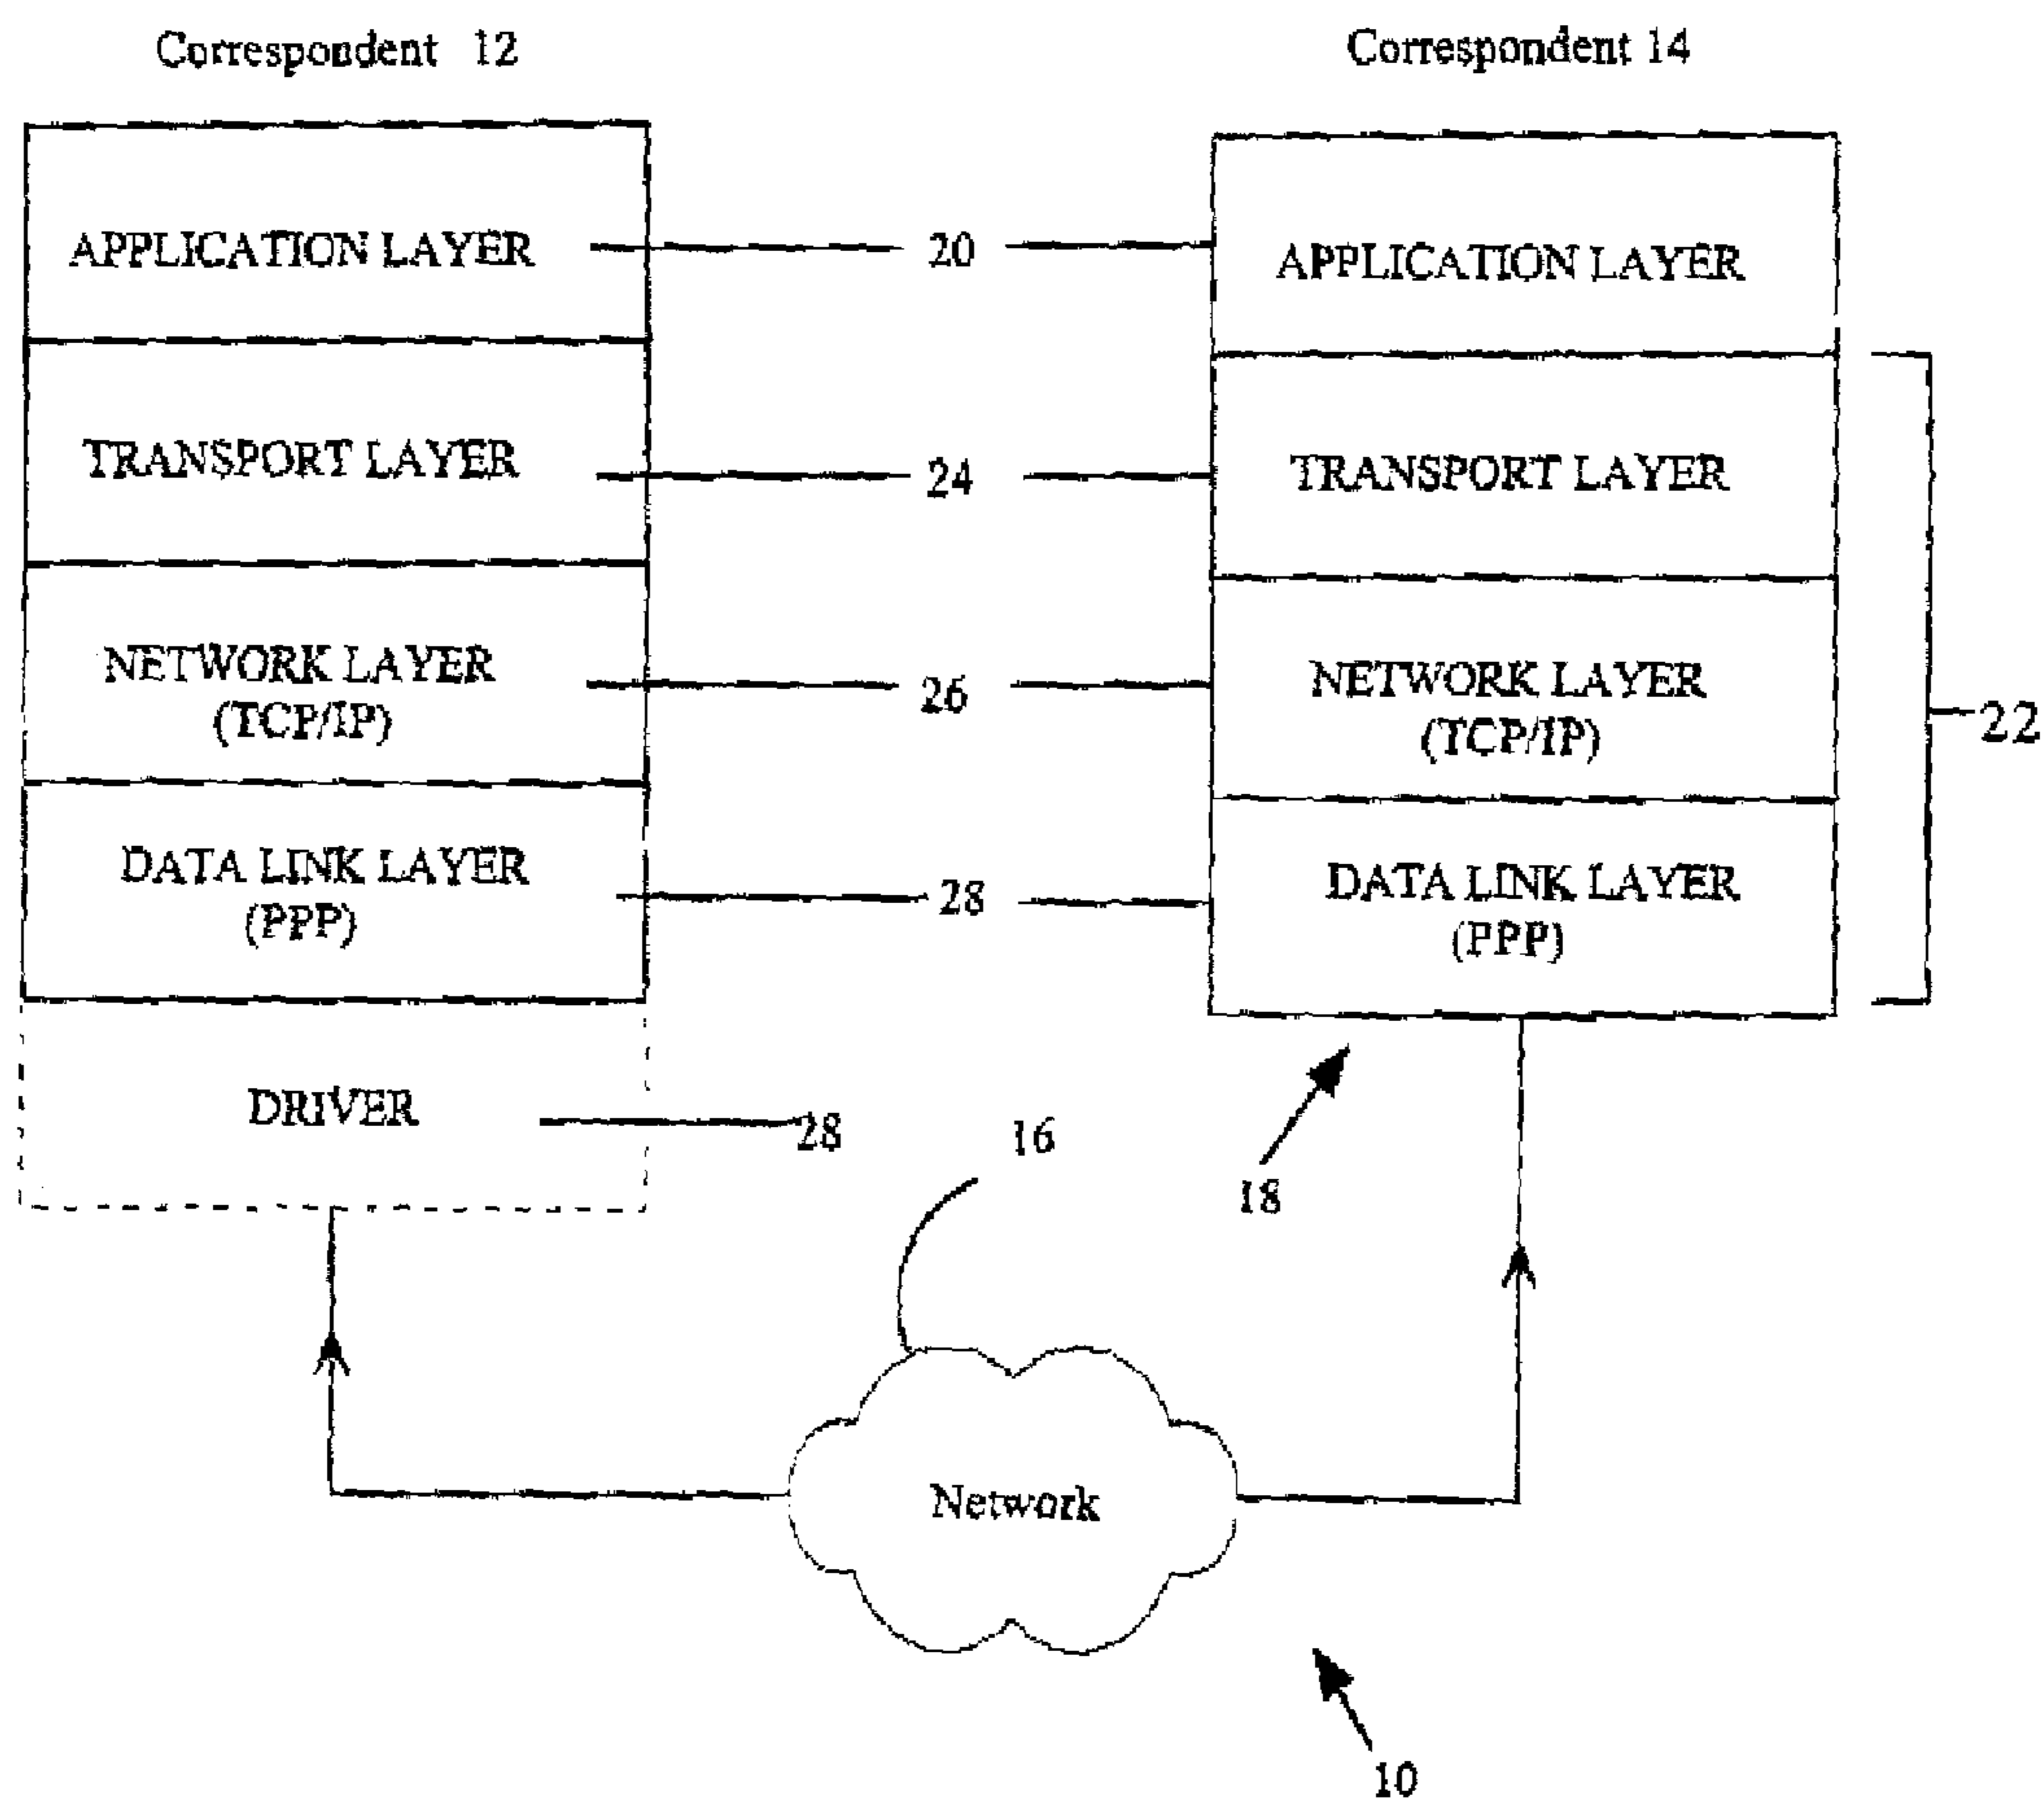 Correspondent 12
Correspondent 14
APPLICATION LAYER
20
APPLICATION LAYER
TRANSPORT LAYER
24
TRANSPORT LAYER
NETWORK LAYER
(TCP/IP)
26
NETWORK LAYER
(TCP/IP)
22
DATA LINK LAYER
(PPP)
28
DATA LINK LAYER
(PPP)
DRIVER
28
16
18
Network
10